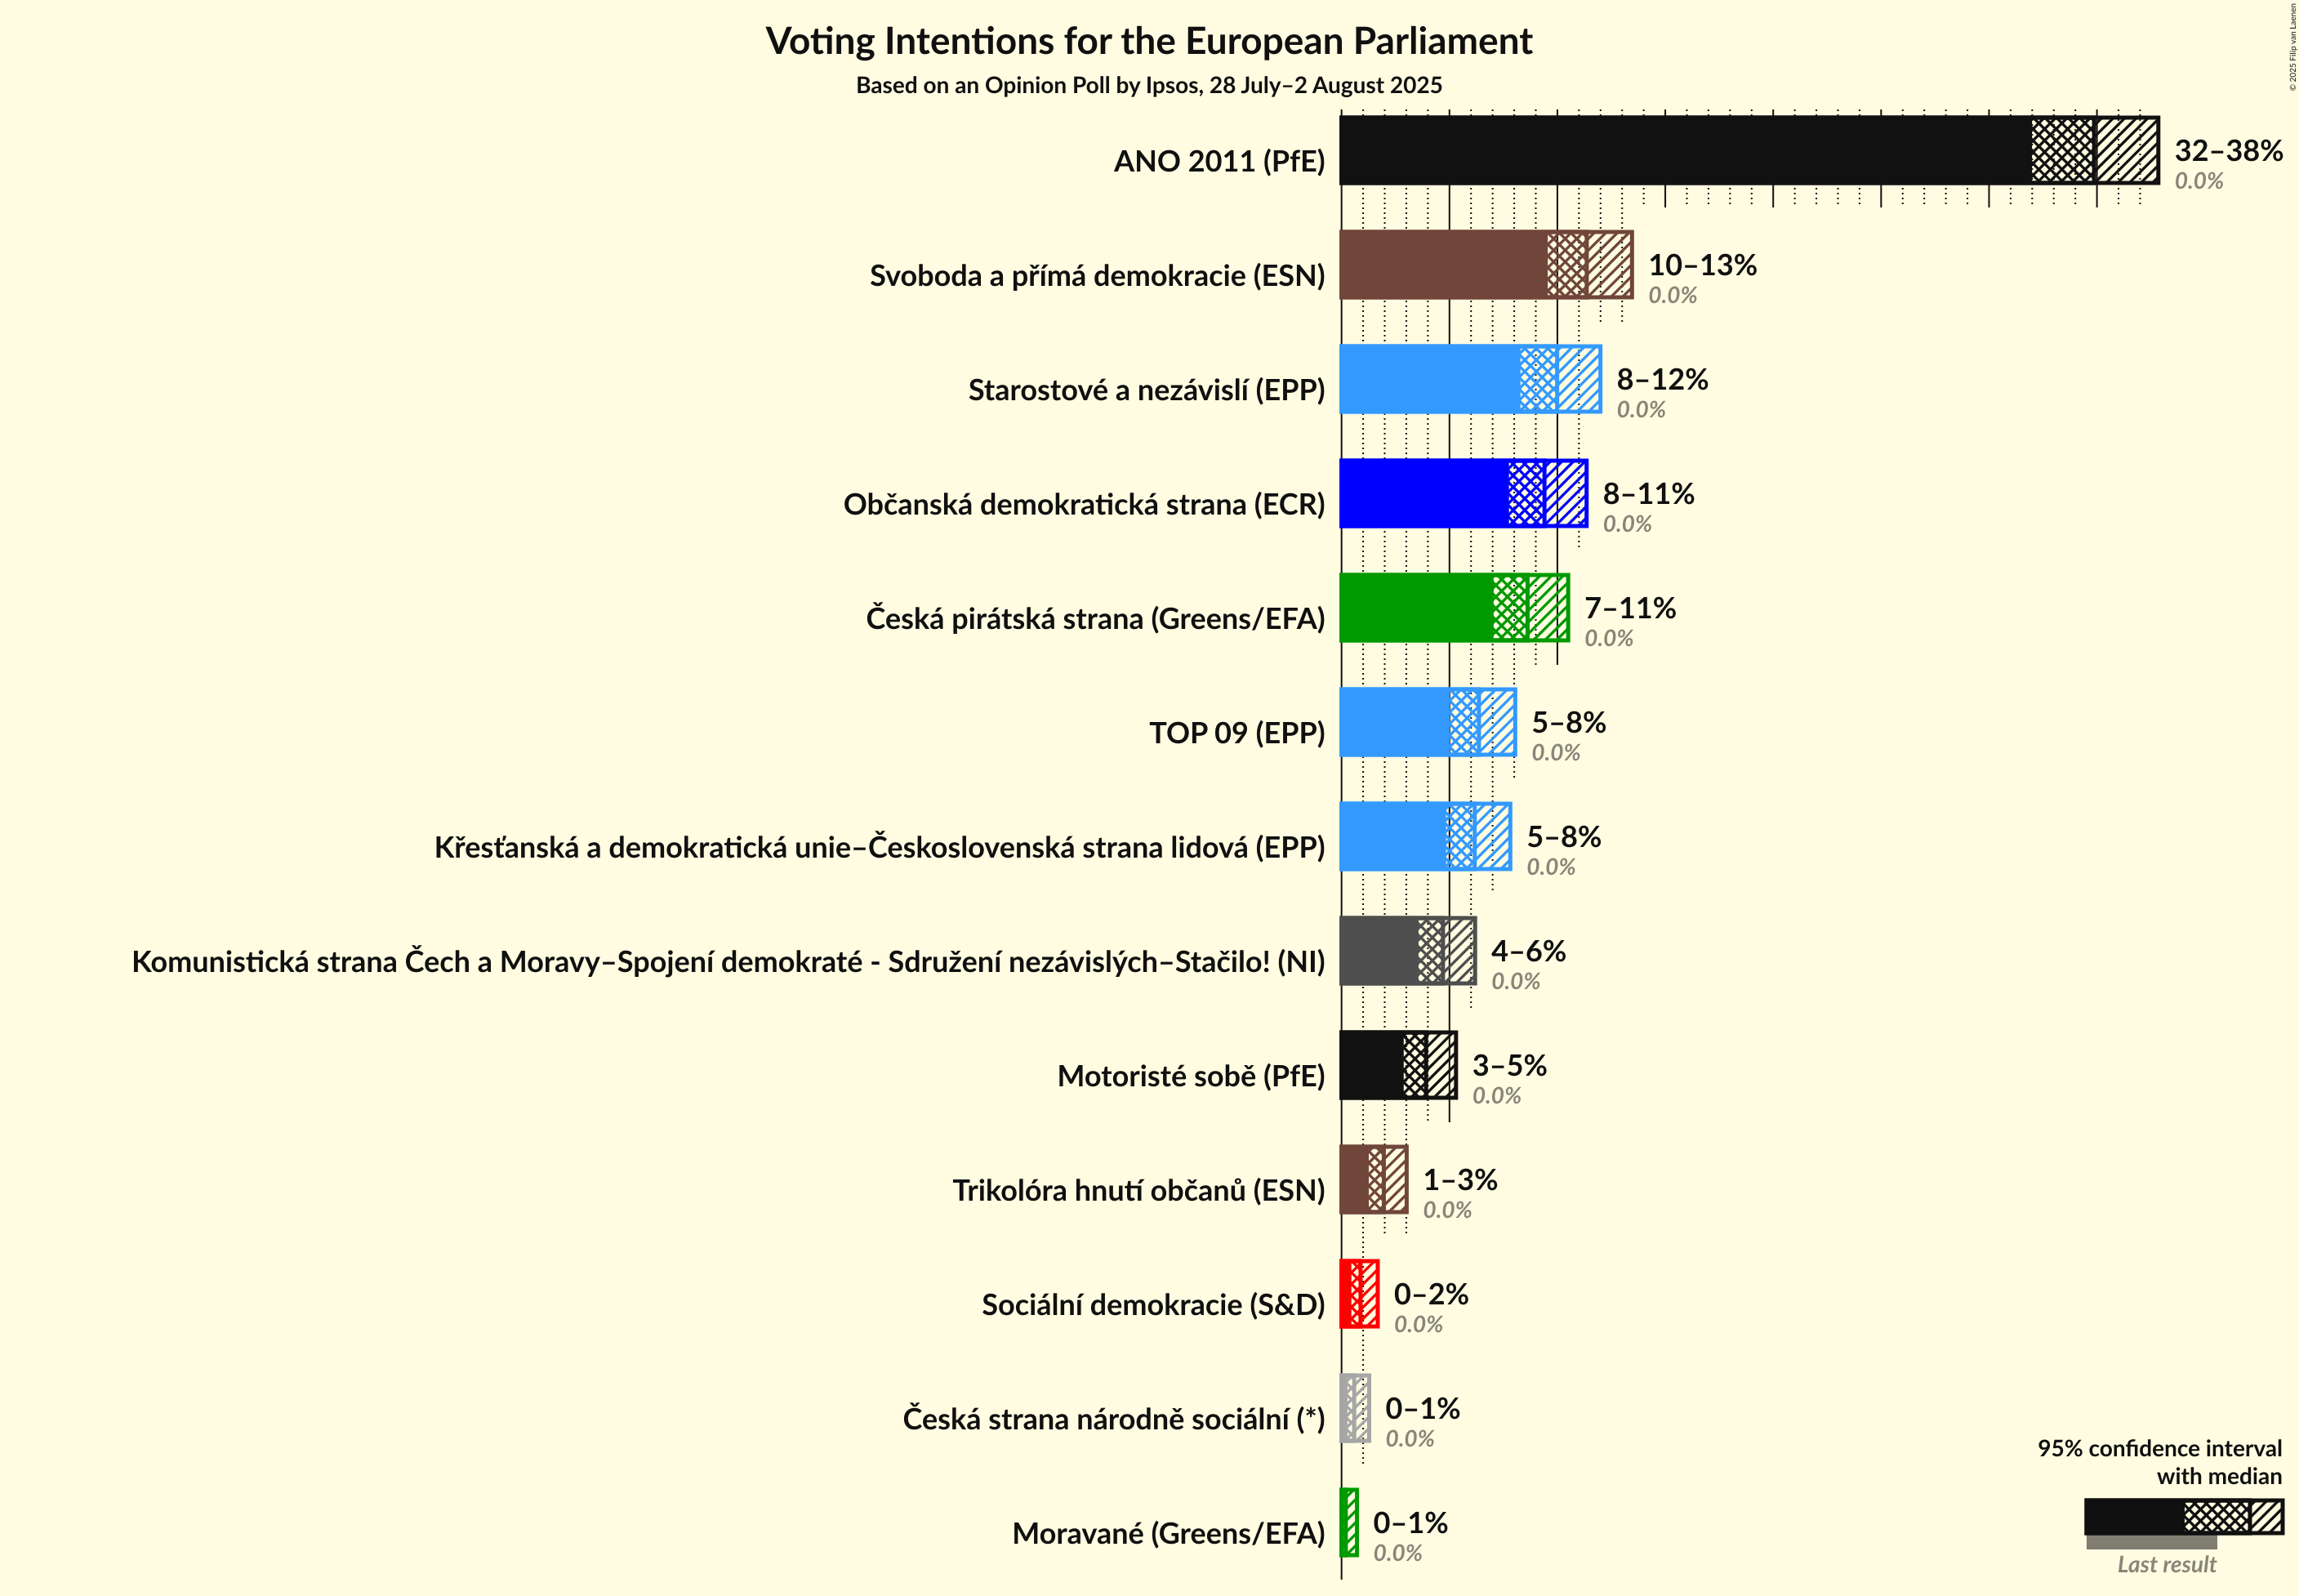 Voting Intentions for the European Parliament
Based on an Opinion Poll by Ipsos, 28 July–2 August 2025
© 2025 Filip van Laenen
ANO 2011 (PfE)
32–38%
0.0%
Svoboda a přímá demokracie (ESN)
10–13%
0.0%
Starostové a nezávislí (EPP)
8–12%
0.0%
Občanská demokratická strana (ECR)
8–11%
0.0%
Česká pirátská strana (Greens/EFA)
7–11%
0.0%
TOP 09 (EPP)
5–8%
0.0%
Křesťanská a demokratická unie–Československá strana lidová (EPP)
5–8%
0.0%
Komunistická strana Čech a Moravy–Spojení demokraté - Sdružení nezávislých–Stačilo! (NI)
4–6%
0.0%
Motoristé sobě (PfE)
3–5%
0.0%
Trikolóra hnutí občanů (ESN)
1–3%
0.0%
Sociální demokracie (S&D)
0–2%
0.0%
Česká strana národně sociální (*)
0–1%
0.0%
Moravané (Greens/EFA)
0–1%
0.0%
95% confidence interval
with median
Last result